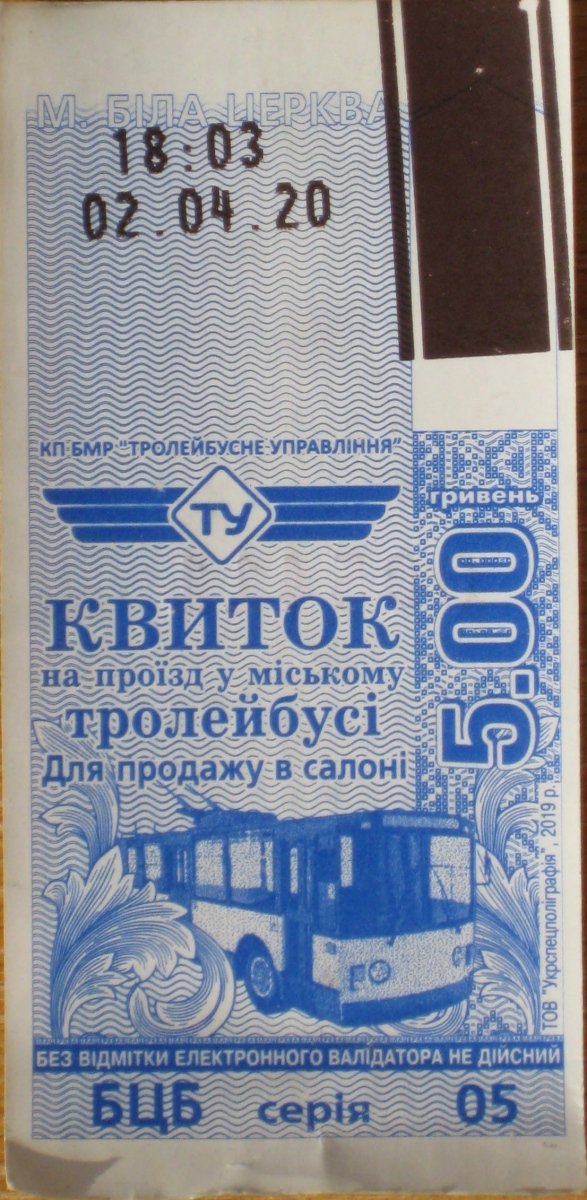 М. БІЛА ЦЕРКВА
18:03
02.04.20
КП БМР "ТРОЛЕЙБУСНЕ УПРАВЛІННЯ"
ТУ
гривень
5.00
КВИТОК
на проїзд у міському
тролейбусі
Для продажу в салоні
ТОВ "Укрспецполіграфія", 2019 р.
БЕЗ ВІДМІТКИ ЕЛЕКТРОННОГО ВАЛІДАТОРА НЕ ДІЙСНИЙ
БЦБ серія 05